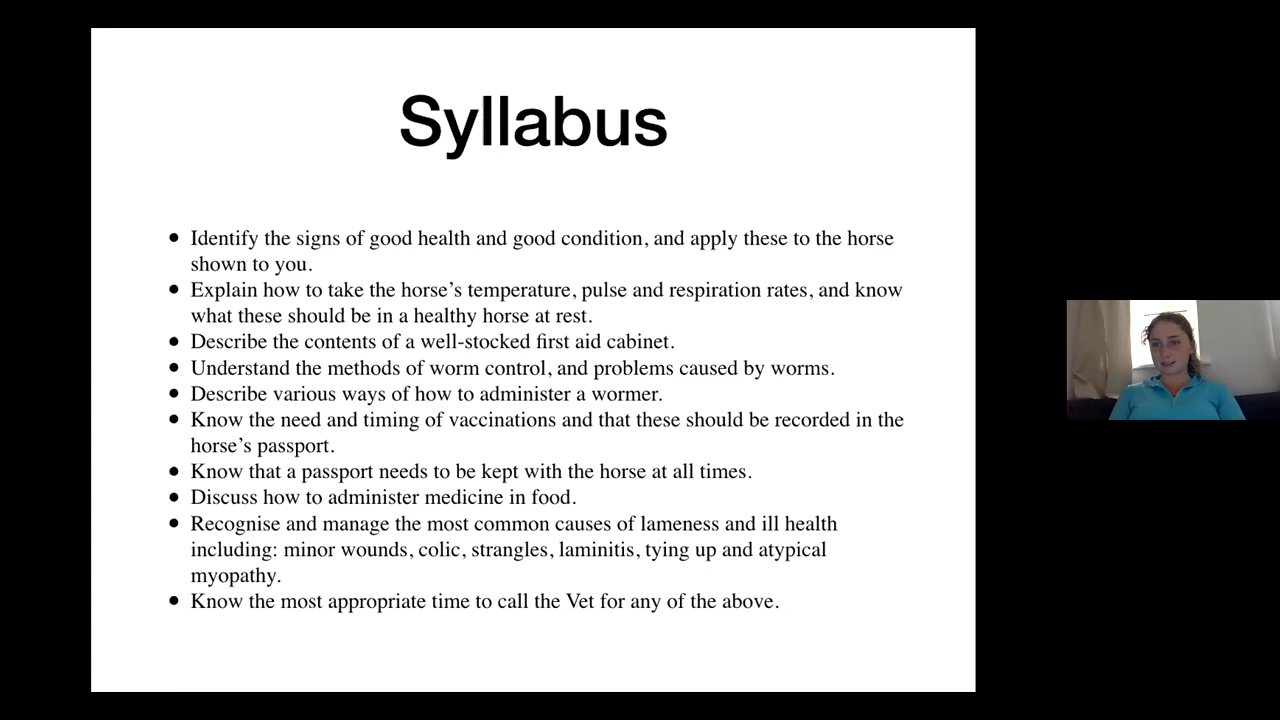 Syllabus
• Identify the signs of good health and good condition, and apply these to the horse
shown to you.
• Explain how to take the horse’s temperature, pulse and respiration rates, and know
what these should be in a healthy horse at rest.
• Describe the contents of a well-stocked first aid cabinet.
• Understand the methods of worm control, and problems caused by worms.
• Describe various ways of how to administer a wormer.
• Know the need and timing of vaccinations and that these should be recorded in the
horse’s passport.
• Know that a passport needs to be kept with the horse at all times.
• Discuss how to administer medicine in food.
• Recognise and manage the most common causes of lameness and ill health
including: minor wounds, colic, strangles, laminitis, tying up and atypical
myopathy.
• Know the most appropriate time to call the Vet for any of the above.